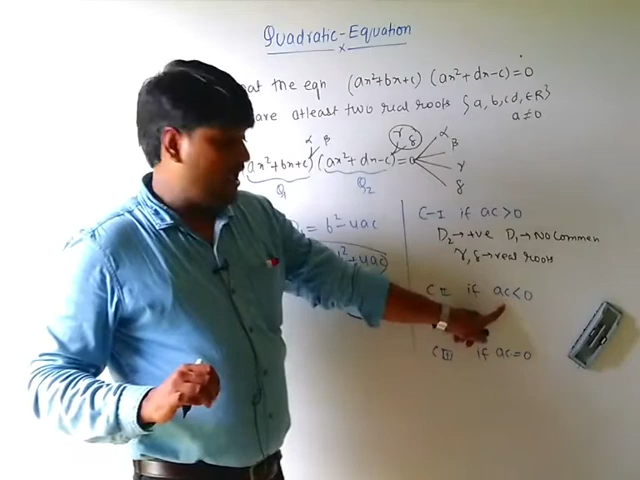 Quadratic-Equation
x
at the eqn (ax²+bx+c) (ax²+dx-c)=0
are atleast two real roots { a, b, c, d, ∈ R}
a≠0
α β γ δ α
β
(ax²+bx+c) (ax²+dx-c)=0
γ
Q₁ Q₂
δ
C-I if ac>0
D₁ = b²-4ac
D₂→+ve D₁→No Commen
γ, δ→real roots
²+4ac
C II if ac<0
C III if ac=0